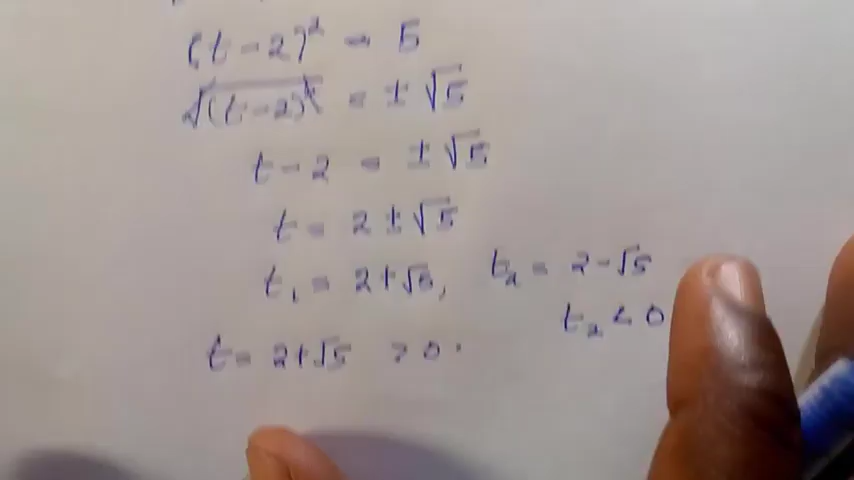 (t - 2)² = 5
√(t - 2)² = ± √5
t - 2 = ± √5
t = 2 ± √5
t₁ = 2 + √5, t₂ = 2 - √5
t₂ < 0
t = 2 + √5 > 0.